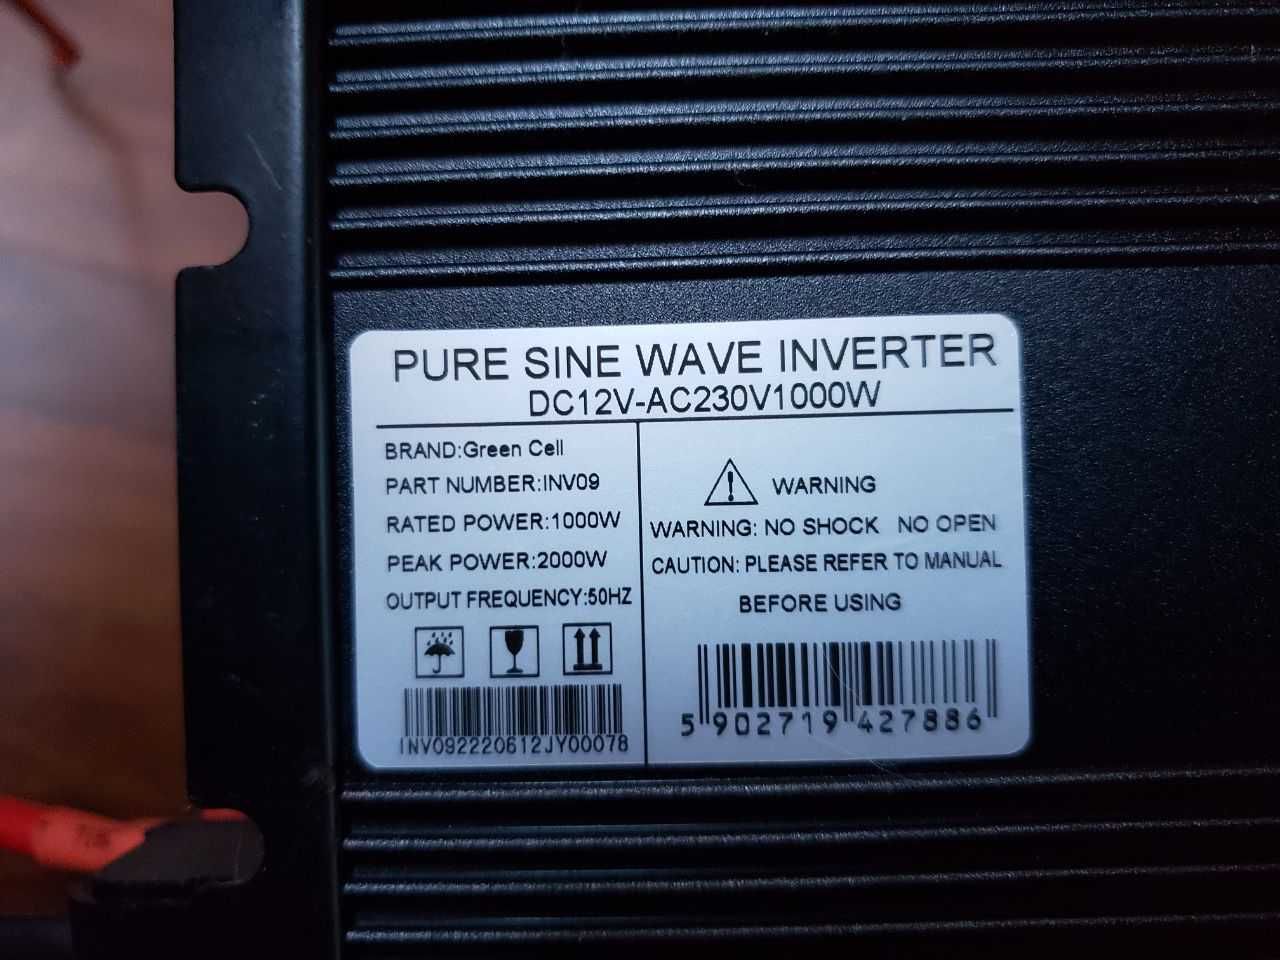 PURE SINE WAVE INVERTER
DC12V-AC230V1000W
BRAND:Green Cell
PART NUMBER:INV09
RATED POWER:1000W
PEAK POWER:2000W
OUTPUT FREQUENCY:50HZ
INV092220612JY00078
WARNING
WARNING: NO SHOCK NO OPEN
CAUTION: PLEASE REFER TO MANUAL
BEFORE USING
5 902719 427886